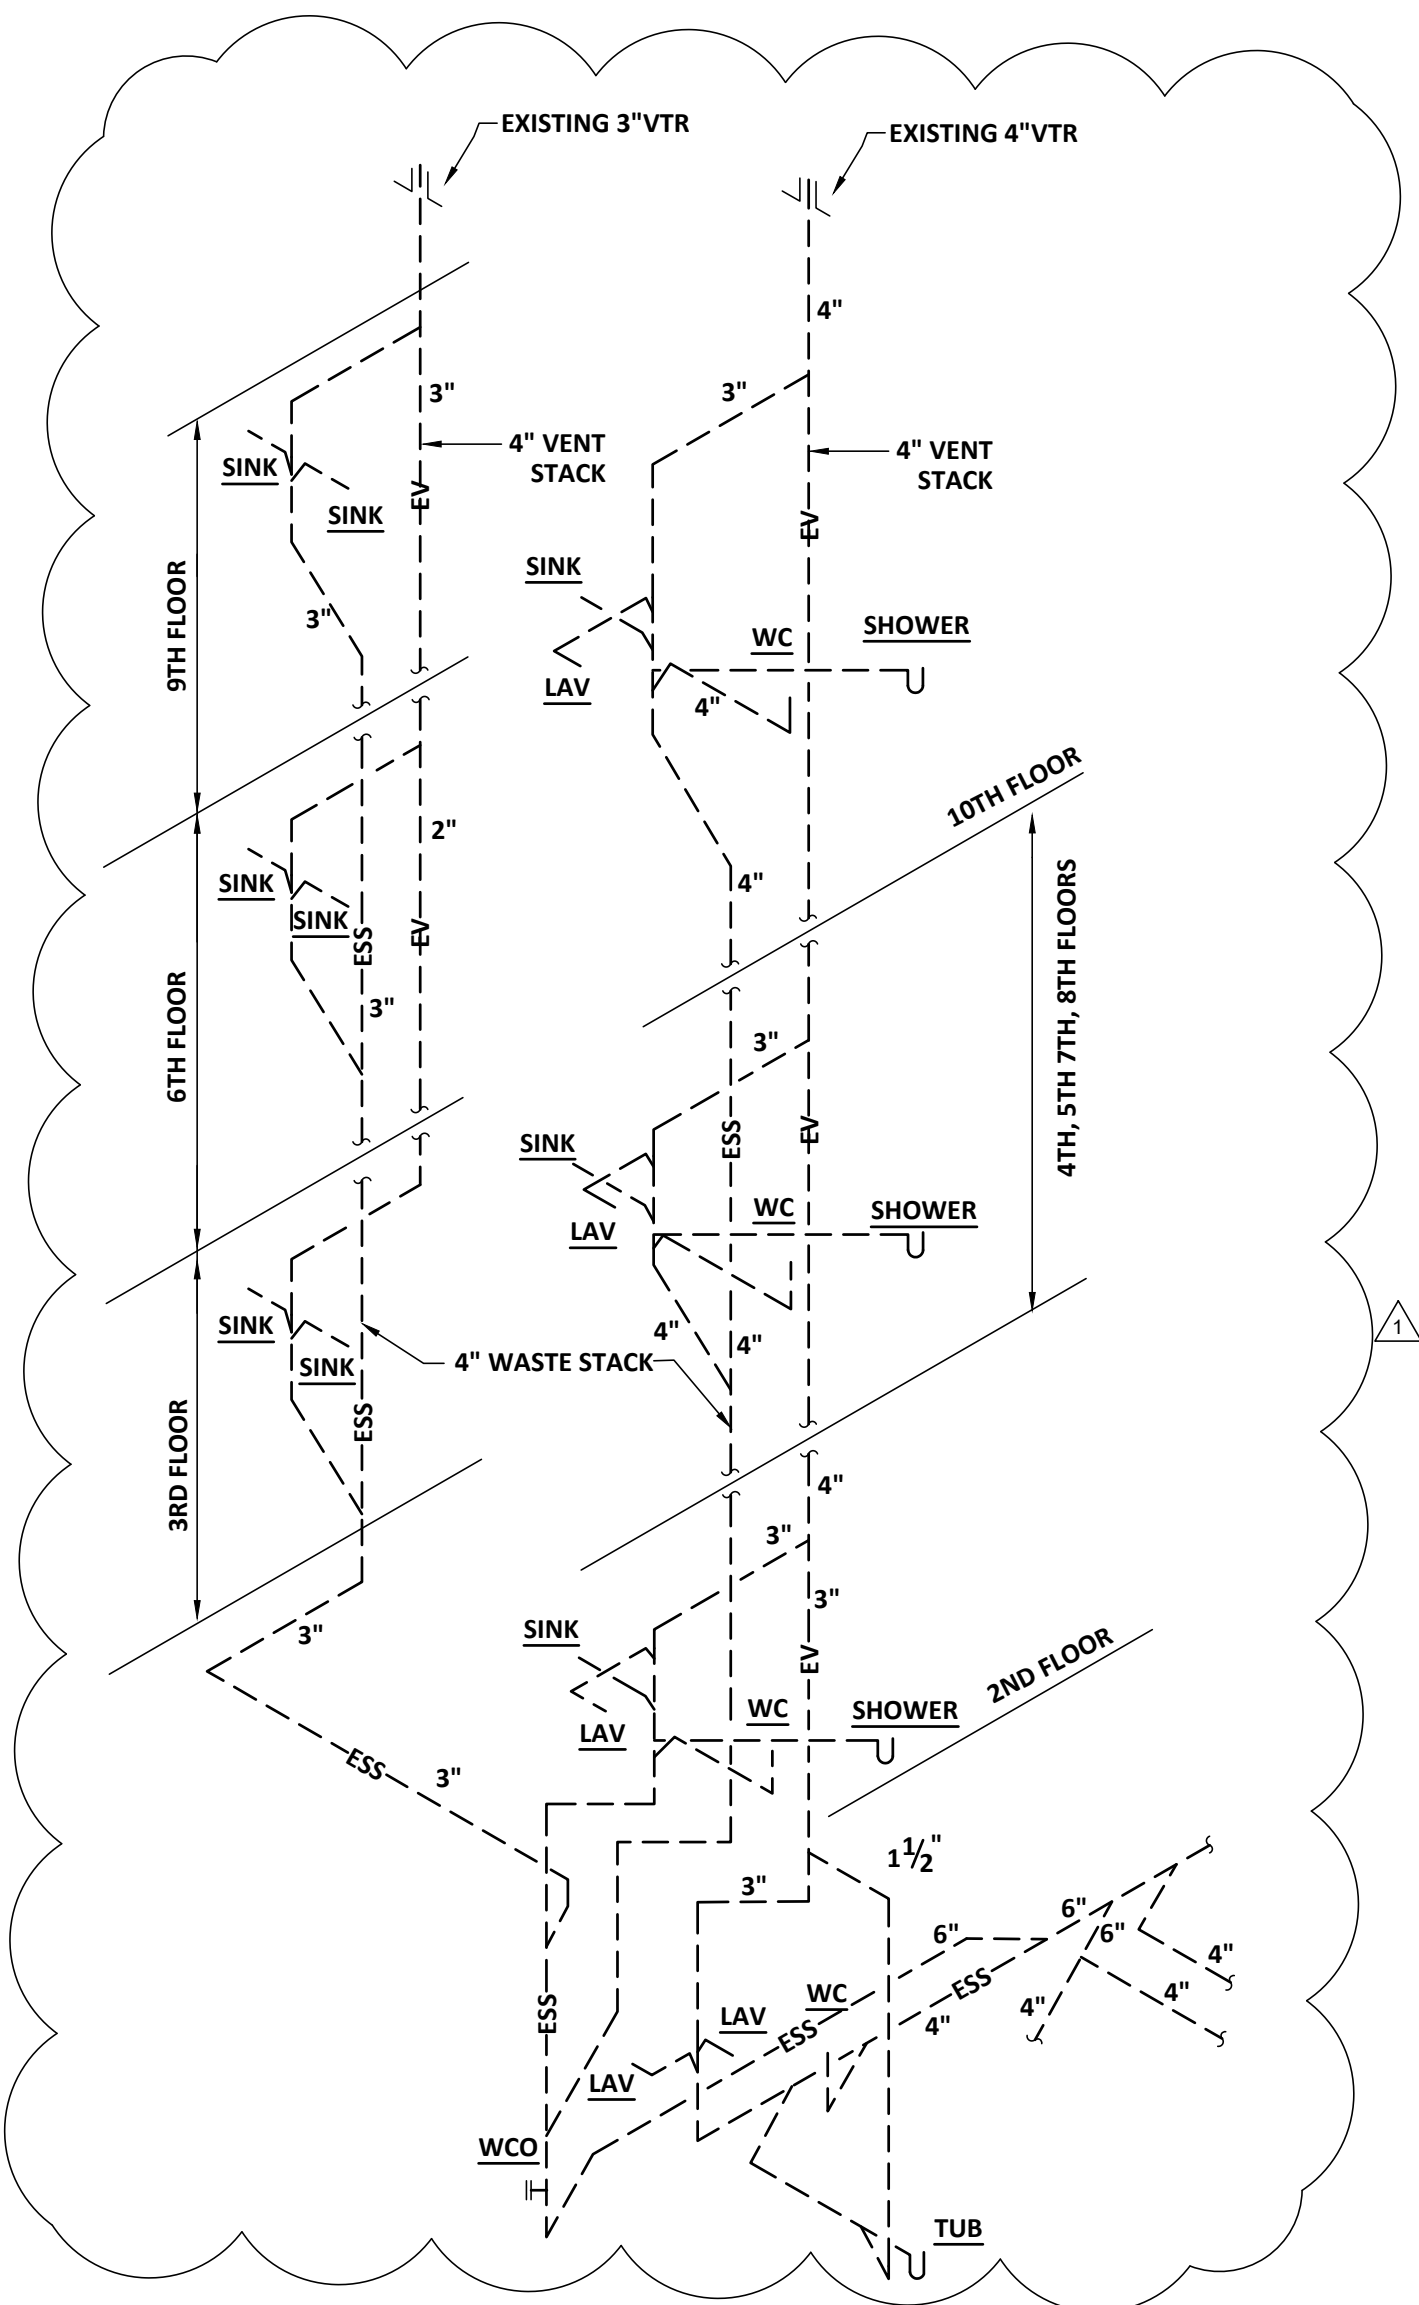 EXISTING 3"VTR
EXISTING 4"VTR
4"
3"
3"
4" VENT
STACK
4" VENT
STACK
SINK
SINK
EV
EV
9TH FLOOR
SINK
3"
WC
SHOWER
LAV
4"
10TH FLOOR
2"
4"
SINK
SINK
ESS
EV
3"
6TH FLOOR
3"
4TH, 5TH 7TH, 8TH FLOORS
SINK
ESS
EV
WC
SHOWER
LAV
SINK
4"
4"
1
SINK
4" WASTE STACK
ESS
3RD FLOOR
4"
3"
3"
SINK
3"
EV
2ND FLOOR
WC
SHOWER
LAV
ESS
3"
1½"
3"
6"
6"
6"
4"
ESS
4"
4"
ESS
WC
LAV
ESS
4"
LAV
WCO
TUB